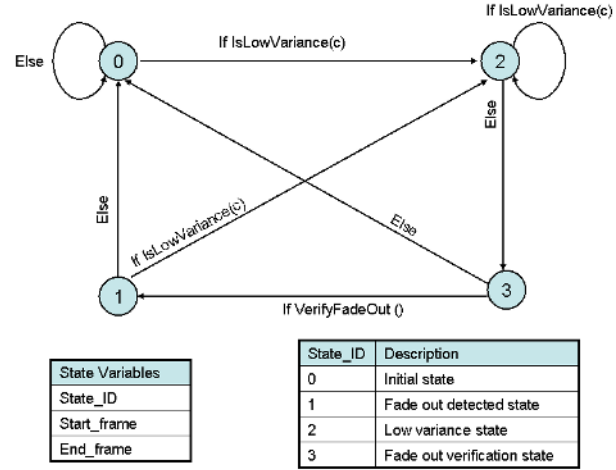 If IsLowVariance(c)
If IsLowVariance(c)
Else
0
2
Else
Else
If IsLowVariance(c)
Else
1
3
If VerifyFadeOut ()
State Variables
State_ID
Start_frame
End_frame
State_ID Description
0 Initial state
1 Fade out detected state
2 Low variance state
3 Fade out verification state